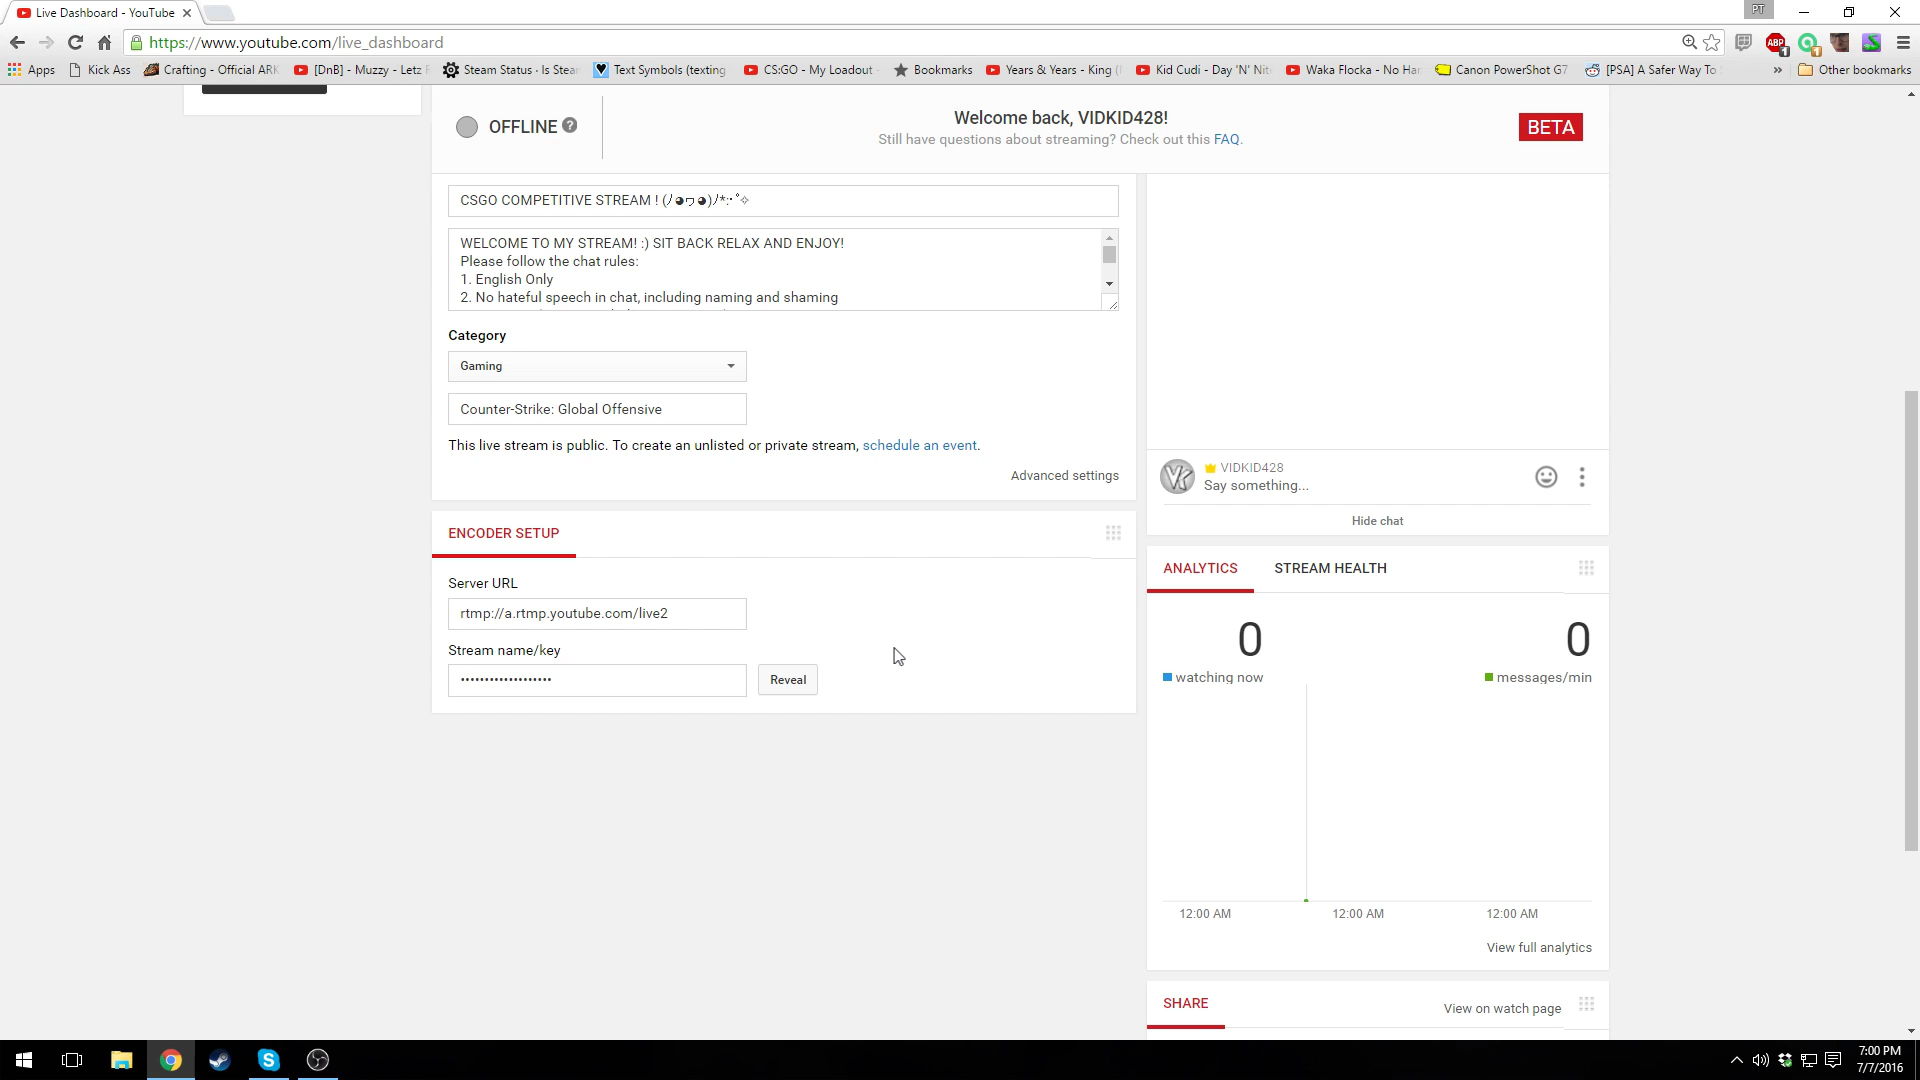 Live Dashboard - YouTube
PT
https://www.youtube.com/live_dashboard
ABP
1
1
Apps
Kick Ass
Crafting - Official ARK
[DnB] - Muzzy - Letz
Steam Status · Is Stea
Text Symbols (texting
CS:GO - My Loadout
Bookmarks
Years & Years - King (
Kid Cudi - Day 'N' Nit
Waka Flocka - No Ha
Canon PowerShot G7
[PSA] A Safer Way To
»
Other bookmarks
OFFLINE ?
Welcome back, VIDKID428!
Still have questions about streaming? Check out this FAQ.
BETA
CSGO COMPETITIVE STREAM ! (ﾉ◕ヮ◕)ﾉ*:･ﾟ✧
WELCOME TO MY STREAM! :) SIT BACK RELAX AND ENJOY!
Please follow the chat rules:
1. English Only
2. No hateful speech in chat, including naming and shaming
Category
Gaming
Counter-Strike: Global Offensive
This live stream is public. To create an unlisted or private stream, schedule an event.
Advanced settings
VK
VIDKID428
Say something...
Hide chat
ENCODER SETUP
Server URL
rtmp://a.rtmp.youtube.com/live2
Stream name/key
•••••••••••••••••••
Reveal
ANALYTICS
STREAM HEALTH
0
0
watching now
messages/min
12:00 AM
12:00 AM
12:00 AM
View full analytics
SHARE
View on watch page
7:00 PM
7/7/2016